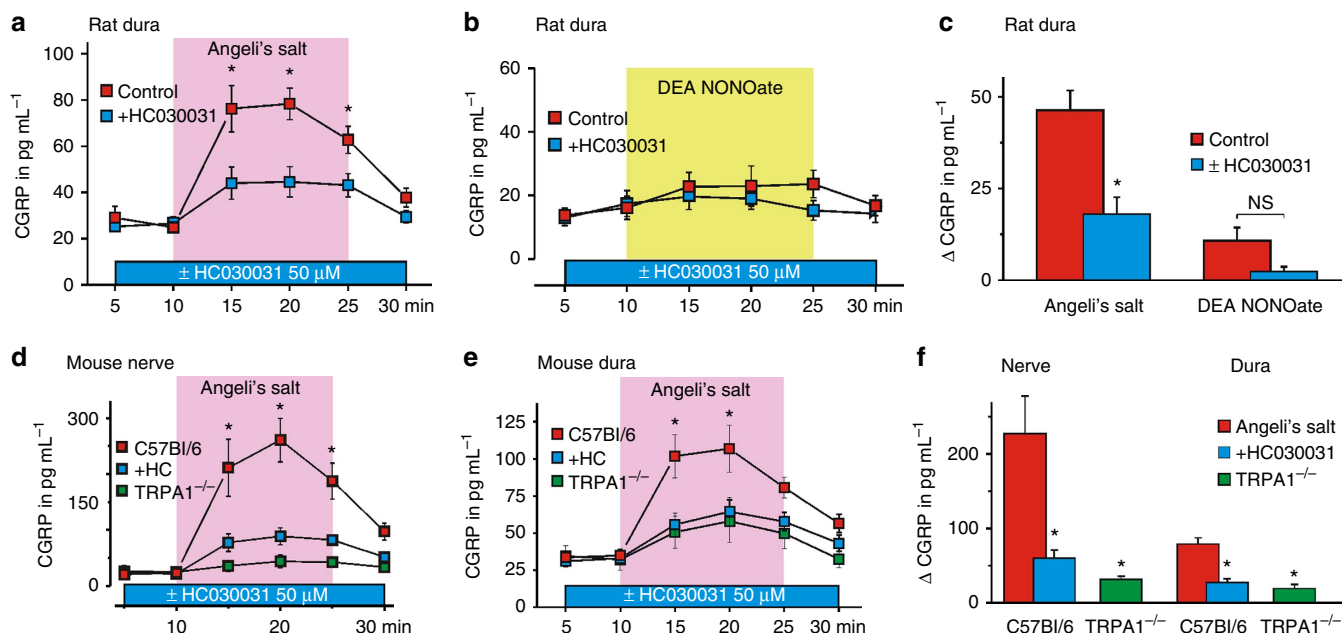 a Rat dura
CGRP in pg mL⁻¹
100
80
60
40
20
0
Angeli's salt
* * *
Control
+HC030031
± HC030031 50 µM
5 10 15 20 25 30 min
b Rat dura
CGRP in pg mL⁻¹
60
40
20
0
DEA NONOate
Control
+HC030031
± HC030031 50 µM
5 10 15 20 25 30 min
c Rat dura
Δ CGRP in pg mL⁻¹
50
25
0
Control
± HC030031
*
NS
Angeli's salt DEA NONOate
d Mouse nerve
CGRP in pg mL⁻¹
300
200
100
0
Angeli's salt
* * *
C57Bl/6
+HC
TRPA1⁻/⁻
± HC030031 50 µM
10 20 30 min
e Mouse dura
CGRP in pg mL⁻¹
125
100
75
50
25
0
Angeli's salt
* *
C57Bl/6
+HC
TRPA1⁻/⁻
± HC030031 50 µM
5 10 15 20 25 30 min
f Nerve Dura
Δ CGRP in pg mL⁻¹
200
100
0
Angeli's salt
+HC030031
TRPA1⁻/⁻
* * * *
C57Bl/6 TRPA1⁻/⁻ C57Bl/6 TRPA1⁻/⁻